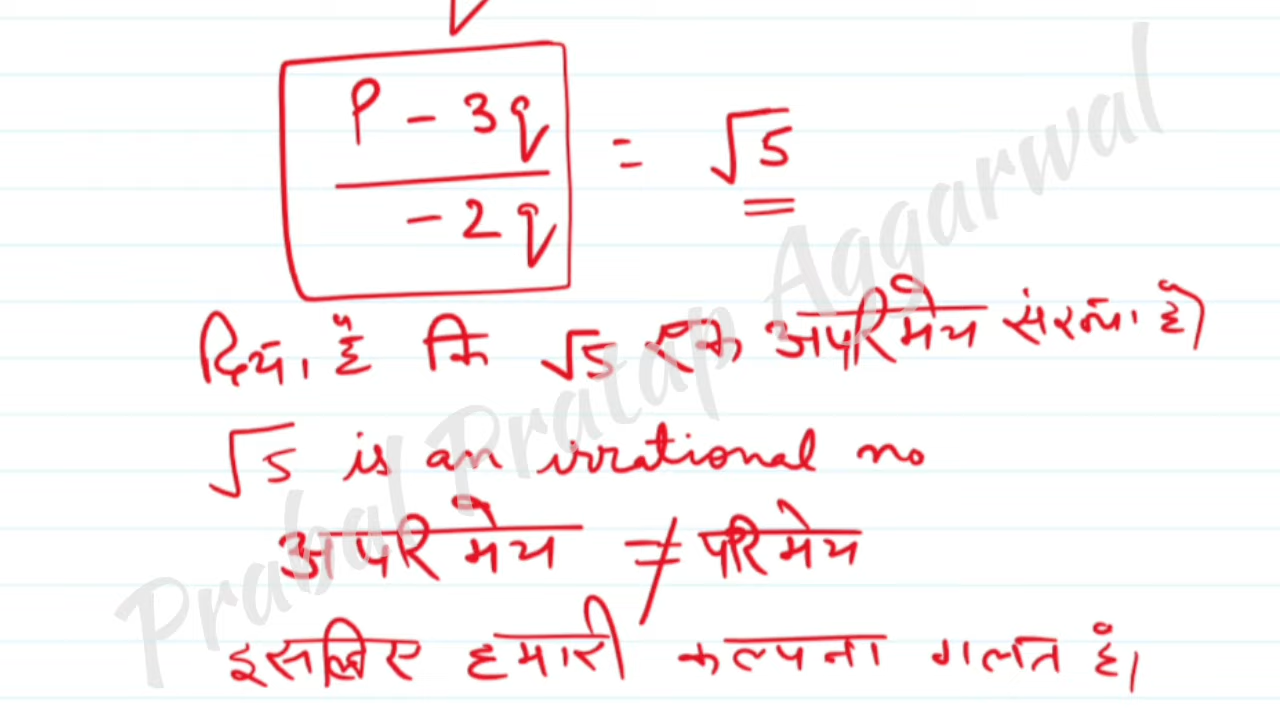 P - 3q
-2q
= √5
दिया है कि √5 एक अपरिमेय संख्या है।
√5 is an irrational no
अपरिमेय ≠ परिमेय
इसलिए हमारी कल्पना गलत है।
Prabal Pratap Aggarwal